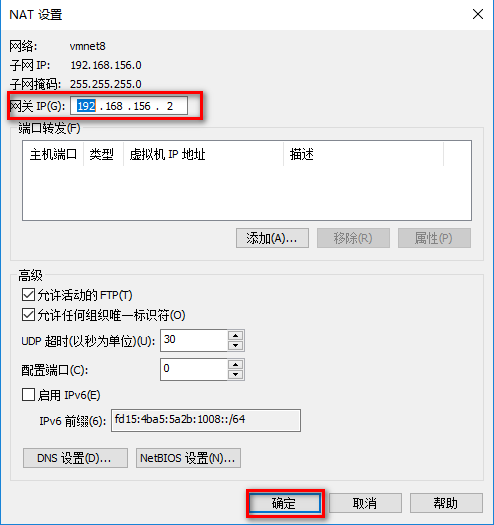 NAT 设置
网络: vmnet8
子网 IP: 192.168.156.0
子网掩码: 255.255.255.0
网关 IP(G): 192 . 168 . 156 . 2
端口转发(F)
主机端口 类型 虚拟机 IP 地址 描述
添加(A)... 移除(R) 属性(P)
高级
允许活动的 FTP(T)
允许任何组织唯一标识符(O)
UDP 超时(以秒为单位)(U): 30
配置端口(C): 0
启用 IPv6(E)
IPv6 前缀(6): fd15:4ba5:5a2b:1008::/64
DNS 设置(D)... NetBIOS 设置(N)...
确定 取消 帮助